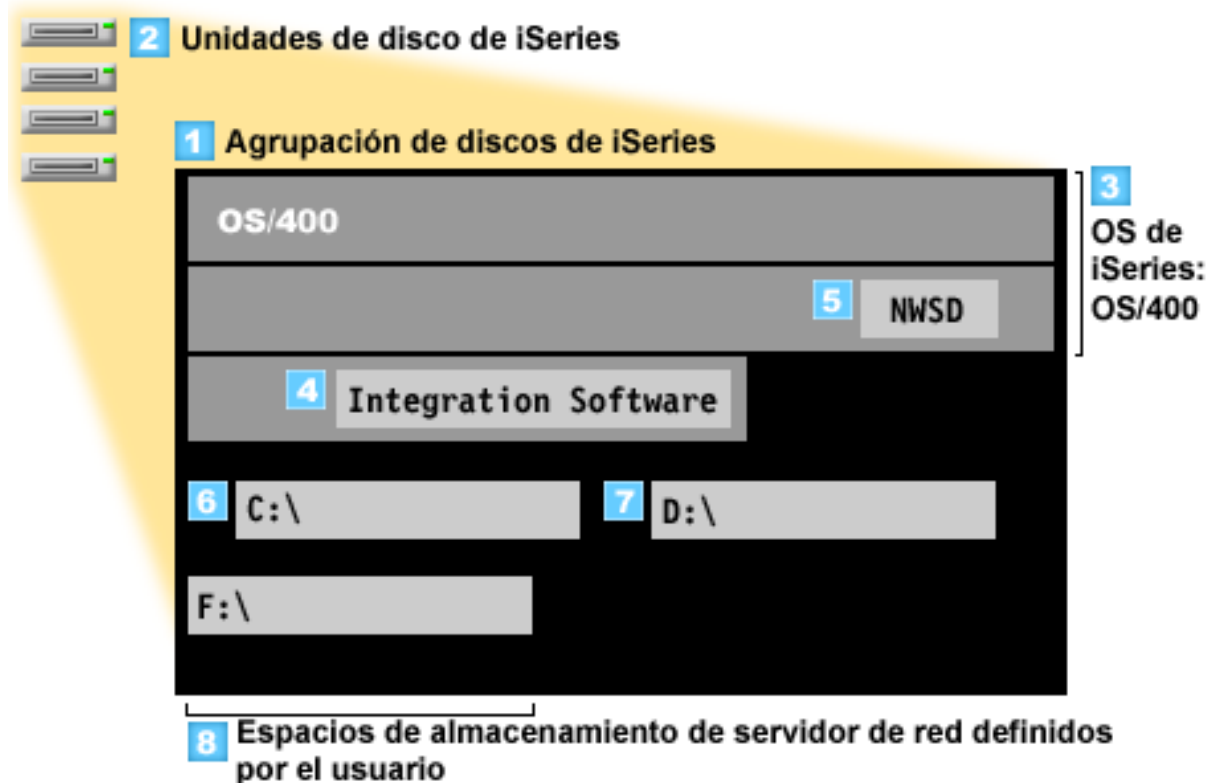 2 Unidades de disco de iSeries
1 Agrupación de discos de iSeries
OS/400
3
OS de
iSeries:
OS/400
5 NWSD
4 Integration Software
6 C:\
7 D:\
F:\
8 Espacios de almacenamiento de servidor de red definidos
por el usuario